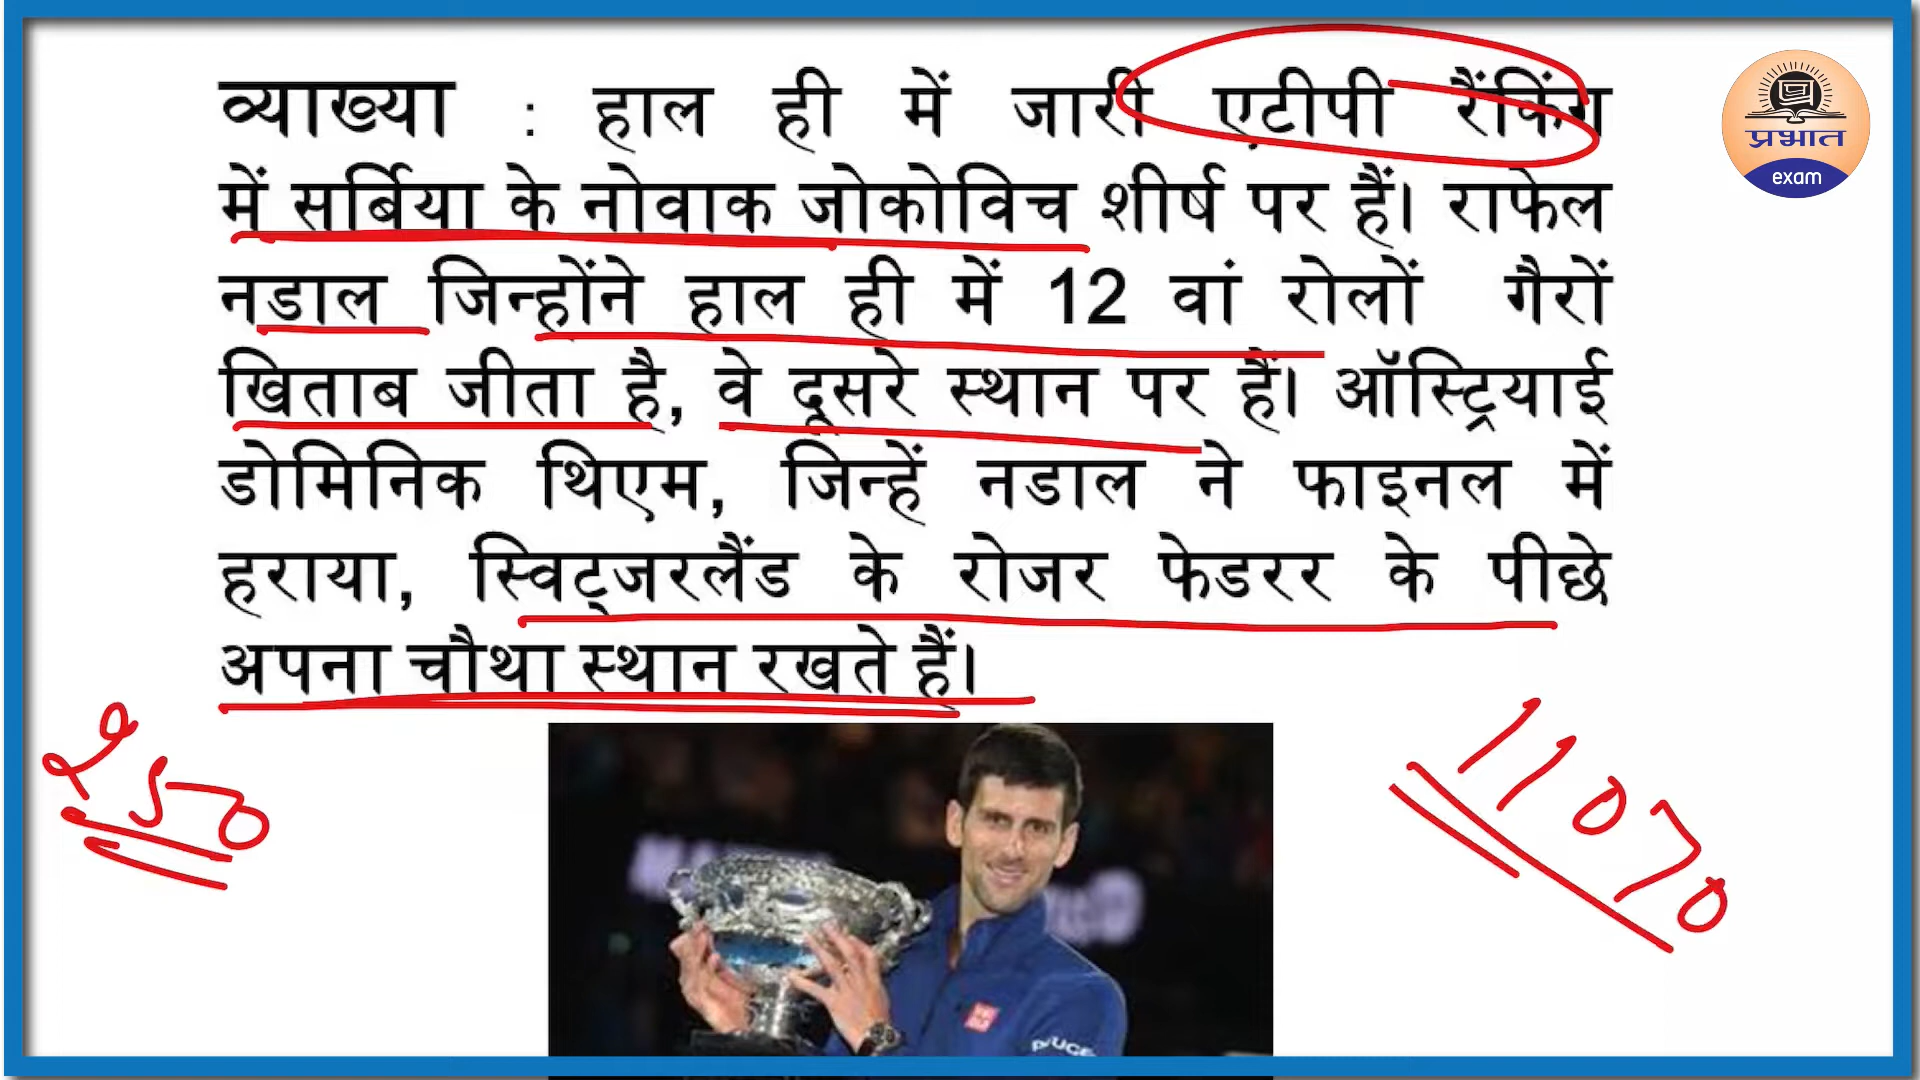 व्याख्या : हाल ही में जारी एटीपी रैंकिंग
में सर्बिया के नोवाक जोकोविच शीर्ष पर हैं। राफेल
नडाल जिन्होंने हाल ही में 12 वां रोलों गैरों
खिताब जीता है, वे दूसरे स्थान पर हैं। ऑस्ट्रियाई
डोमिनिक थिएम, जिन्हें नडाल ने फाइनल में
हराया, स्विट्जरलैंड के रोजर फेडरर के पीछे
अपना चौथा स्थान रखते हैं।
प्रभात
exam
250
11070